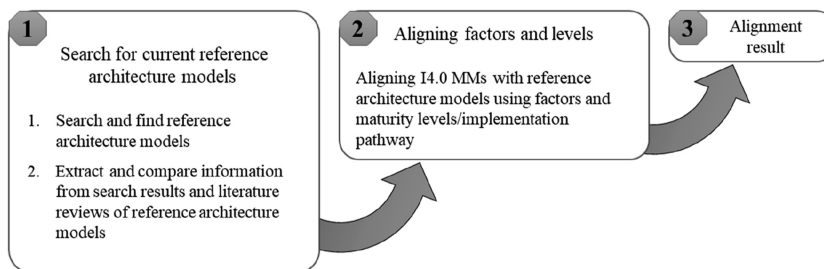 1
Search for current reference
architecture models
1. Search and find reference
architecture models
2. Extract and compare information
from search results and literature
reviews of reference architecture
models
2
Aligning factors and levels
Aligning I4.0 MMs with reference
architecture models using factors and
maturity levels/implementation
pathway
3
Alignment
result